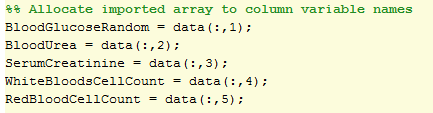 %% Allocate imported array to column variable names
BloodGlucoseRandom = data(:,1);
BloodUrea = data(:,2);
SerumCreatinine = data(:,3);
WhiteBloodsCellCount = data(:,4);
RedBloodCellCount = data(:,5);